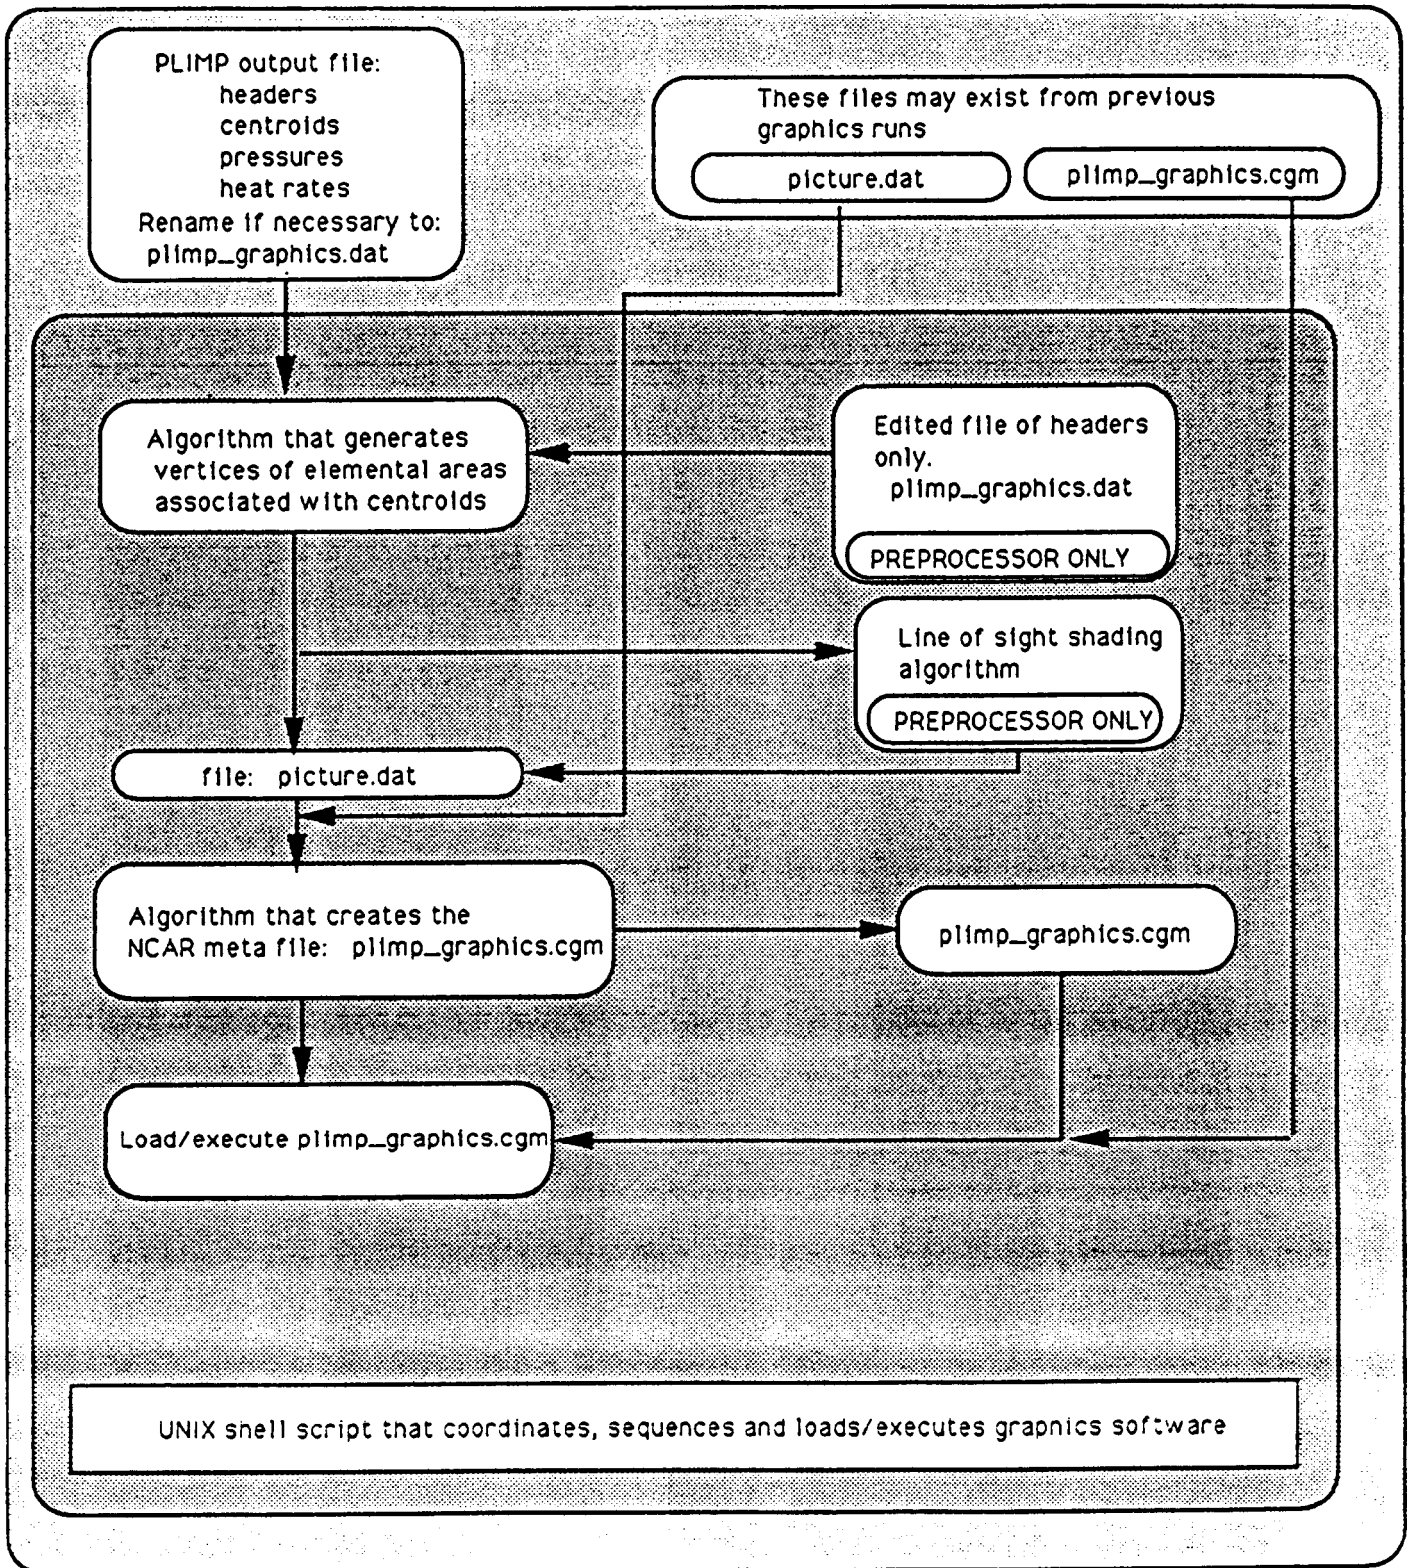 PLIMP output file:
headers
centroids
pressures
heat rates
Rename if necessary to:
plimp_graphics.dat
These files may exist from previous
graphics runs
picture.dat
plimp_graphics.cgm
Algorithm that generates
vertices of elemental areas
associated with centroids
Edited file of headers
only.
plimp_graphics.dat
PREPROCESSOR ONLY
Line of sight shading
algorithm
PREPROCESSOR ONLY
file: picture.dat
Algorithm that creates the
NCAR meta file: plimp_graphics.cgm
plimp_graphics.cgm
Load/execute plimp_graphics.cgm
UNIX shell script that coordinates, sequences and loads/executes grapnics software